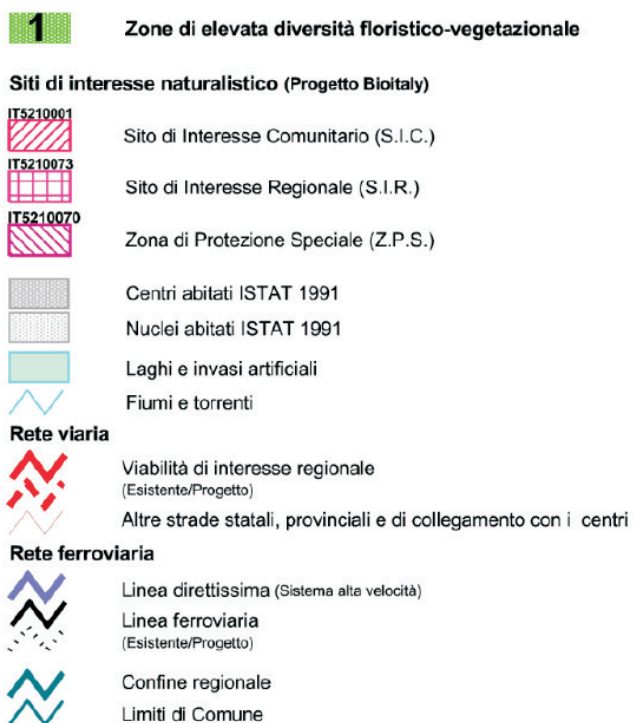 1 Zone di elevata diversità floristico-vegetazionale
Siti di interesse naturalistico (Progetto Bioitaly)
IT5210001
Sito di Interesse Comunitario (S.I.C.)
IT5210073
Sito di Interesse Regionale (S.I.R.)
IT5210070
Zona di Protezione Speciale (Z.P.S.)
Centri abitati ISTAT 1991
Nuclei abitati ISTAT 1991
Laghi e invasi artificiali
Fiumi e torrenti
Rete viaria
Viabilità di interesse regionale
(Esistente/Progetto)
Altre strade statali, provinciali e di collegamento con i centri
Rete ferroviaria
Linea direttissima (Sistema alta velocità)
Linea ferroviaria
(Esistente/Progetto)
Confine regionale
Limiti di Comune